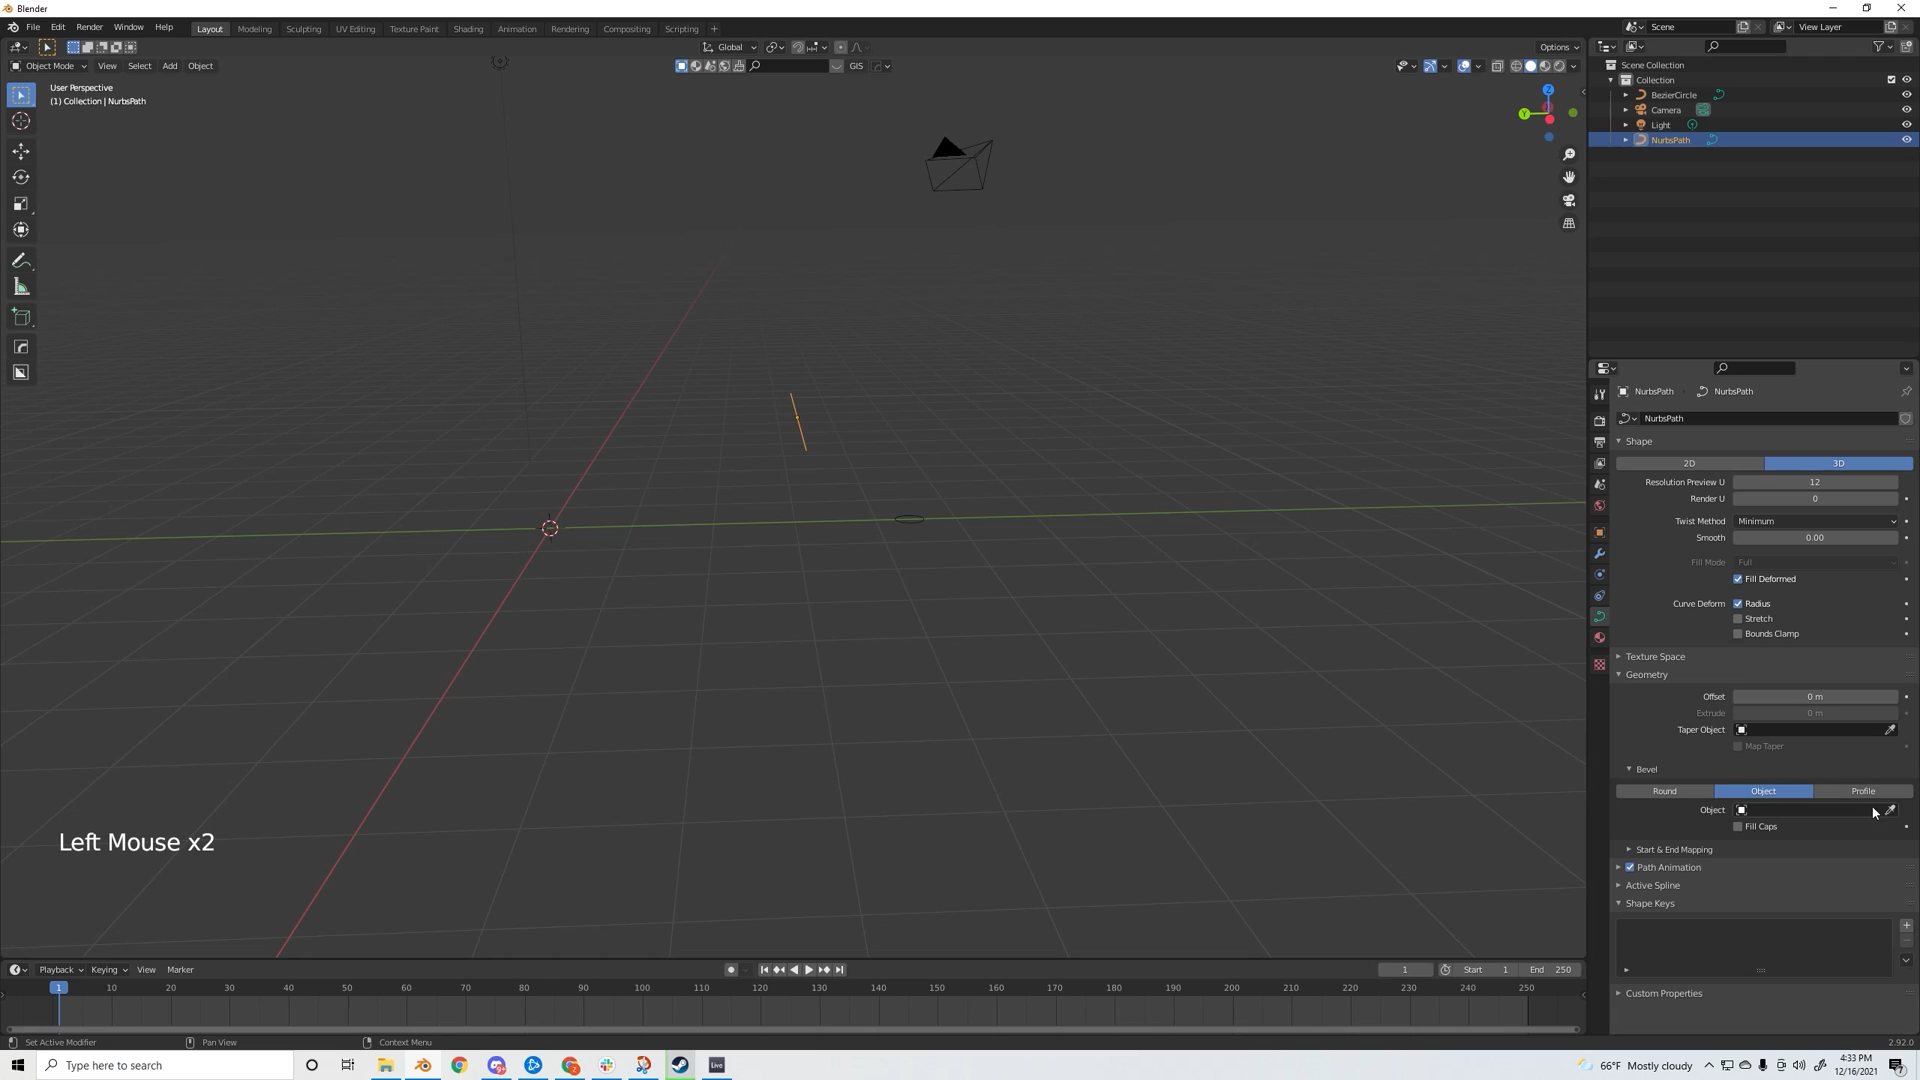 Blender
File Edit Render Window Help
Layout Modeling Sculpting UV Editing Texture Paint Shading Animation Rendering Compositing Scripting +
Scene
View Layer
Global
Options
Object Mode View Select Add Object
GIS
User Perspective
(1) Collection | NurbsPath
Z
Y
Scene Collection
Collection
BezierCircle
Camera
Light
NurbsPath
NurbsPath NurbsPath
NurbsPath
Shape
2D 3D
Resolution Preview U 12
Render U 0
Twist Method Minimum
Smooth 0.00
Fill Mode Full
Fill Deformed
Curve Deform Radius
Stretch
Bounds Clamp
Texture Space
Geometry
Offset 0 m
Extrude 0 m
Taper Object
Map Taper
Bevel
Round Object Profile
Object
Fill Caps
Start & End Mapping
Path Animation
Active Spline
Shape Keys
Custom Properties
Left Mouse x2
Playback Keying View Marker
1 Start 1 End 250
1 10 20 30 40 50 60 70 80 90 100 110 120 130 140 150 160 170 180 190 200 210 220 230 240 250
Set Active Modifier Pan View Context Menu
2.92.0
Type here to search
Live
66°F Mostly cloudy
4:33 PM
12/16/2021